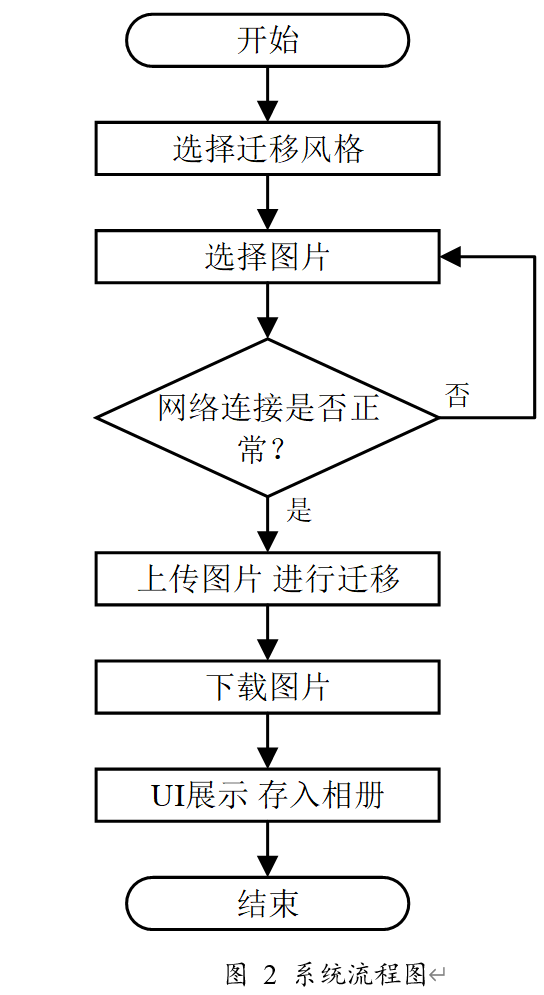 开始
选择迁移风格
选择图片
网络连接是否正
常？
否
是
上传图片 进行迁移
下载图片
UI展示 存入相册
结束
图 2 系统流程图